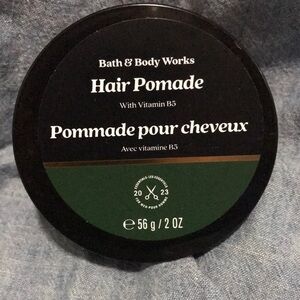 Bath & Body Works
Hair Pomade
With Vitamin B5
Pommade pour cheveux
Avec vitamine B5
20 23
℮ 56 g / 2 OZ